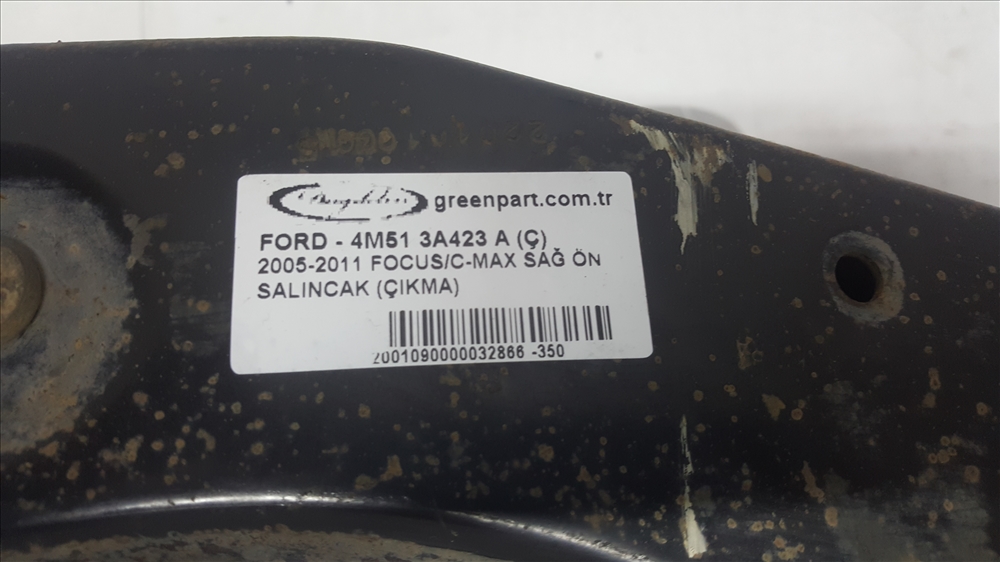 greenpart.com.tr
FORD - 4M51 3A423 A (Ç)
2005-2011 FOCUS/C-MAX SAĞ ÖN
SALINCAK (ÇIKMA)
2001090000032866 -350